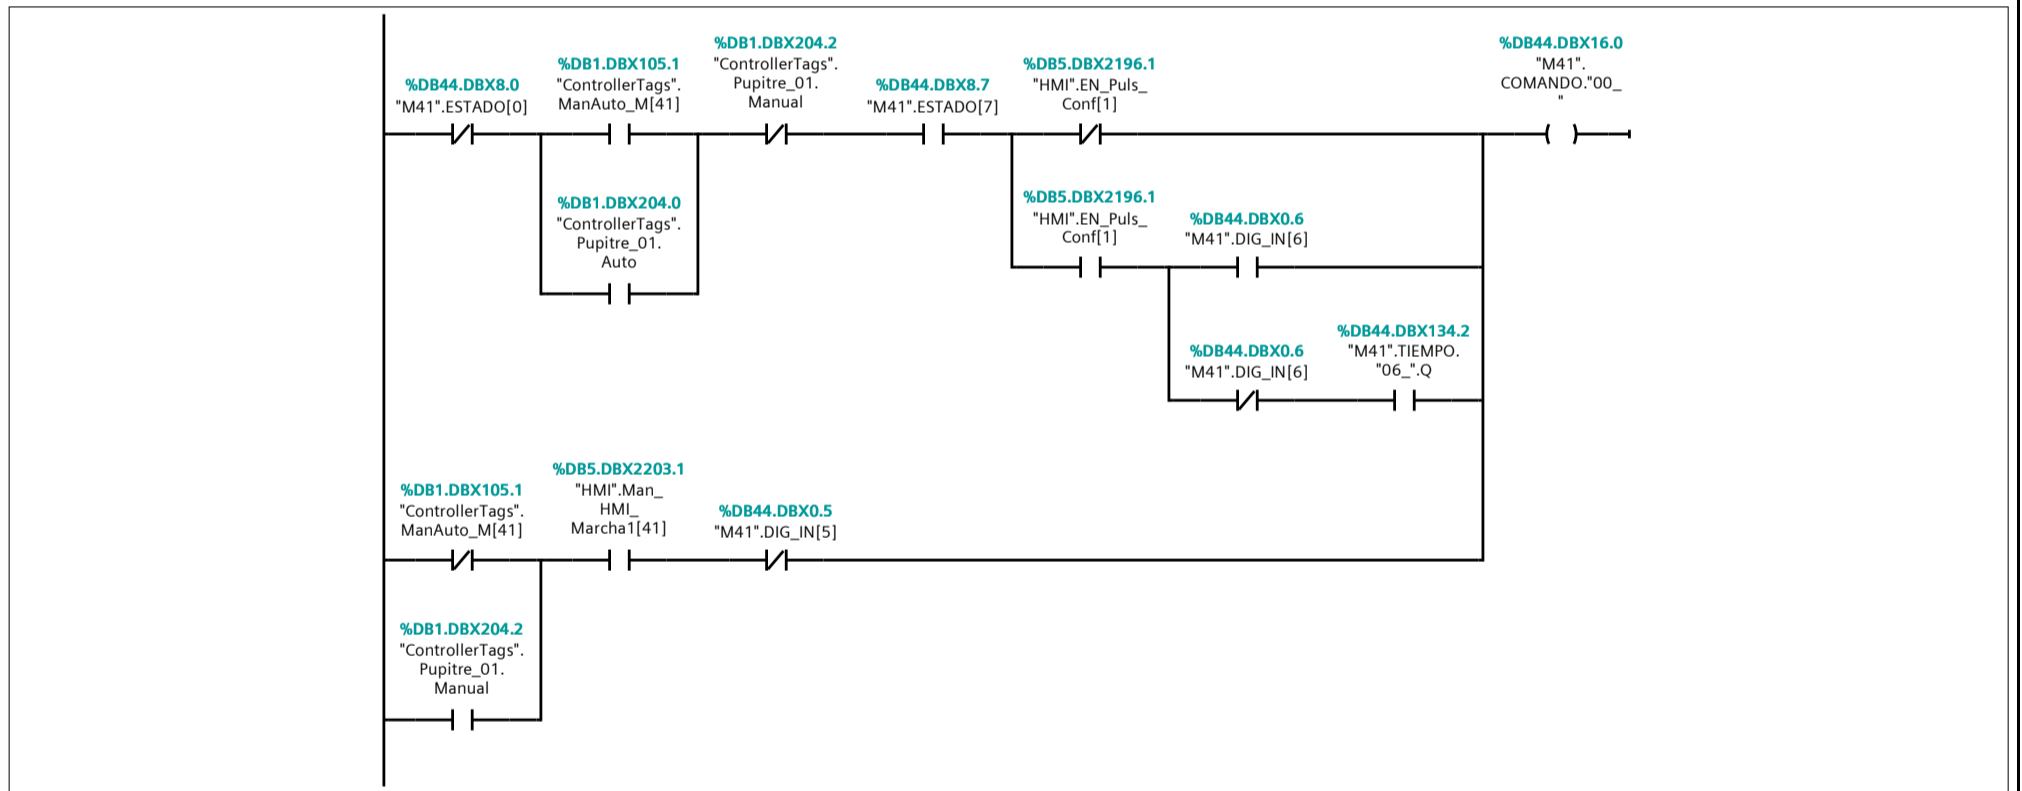 %DB44.DBX8.0
"M41".ESTADO[0]
%DB1.DBX105.1
"ControllerTags".
ManAuto_M[41]
%DB1.DBX204.2
"ControllerTags".
Pupitre_01.
Manual
%DB44.DBX8.7
"M41".ESTADO[7]
%DB5.DBX2196.1
"HMI".EN_Puls_
Conf[1]
%DB44.DBX16.0
"M41".
COMANDO."00_
"
%DB1.DBX204.0
"ControllerTags".
Pupitre_01.
Auto
%DB5.DBX2196.1
"HMI".EN_Puls_
Conf[1]
%DB44.DBX0.6
"M41".DIG_IN[6]
%DB44.DBX0.6
"M41".DIG_IN[6]
%DB44.DBX134.2
"M41".TIEMPO.
"06_".Q
%DB1.DBX105.1
"ControllerTags".
ManAuto_M[41]
%DB5.DBX2203.1
"HMI".Man_
HMI_
Marcha1[41]
%DB44.DBX0.5
"M41".DIG_IN[5]
%DB1.DBX204.2
"ControllerTags".
Pupitre_01.
Manual